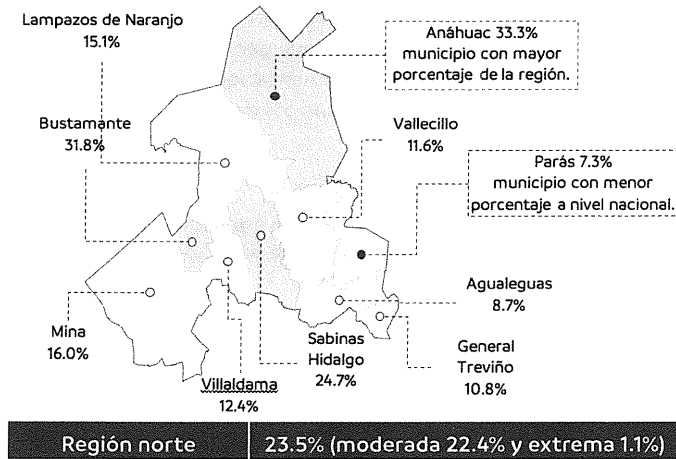 Lampazos de Naranjo
15.1%
Anáhuac 33.3%
municipio con mayor
porcentaje de la región.
Bustamante
31.8%
Vallecillo
11.6%
Parás 7.3%
municipio con menor
porcentaje a nivel nacional.
Agualeguas
8.7%
Mina
16.0%
Sabinas
Hidalgo
24.7%
General
Treviño
10.8%
Villaldama
12.4%
Región norte 23.5% (moderada 22.4% y extrema 1.1%)